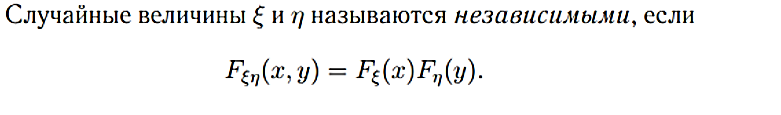 Случайные величины ξ и η называются независимыми, если
F_{ξη}(x, y) = F_ξ(x)F_η(y).